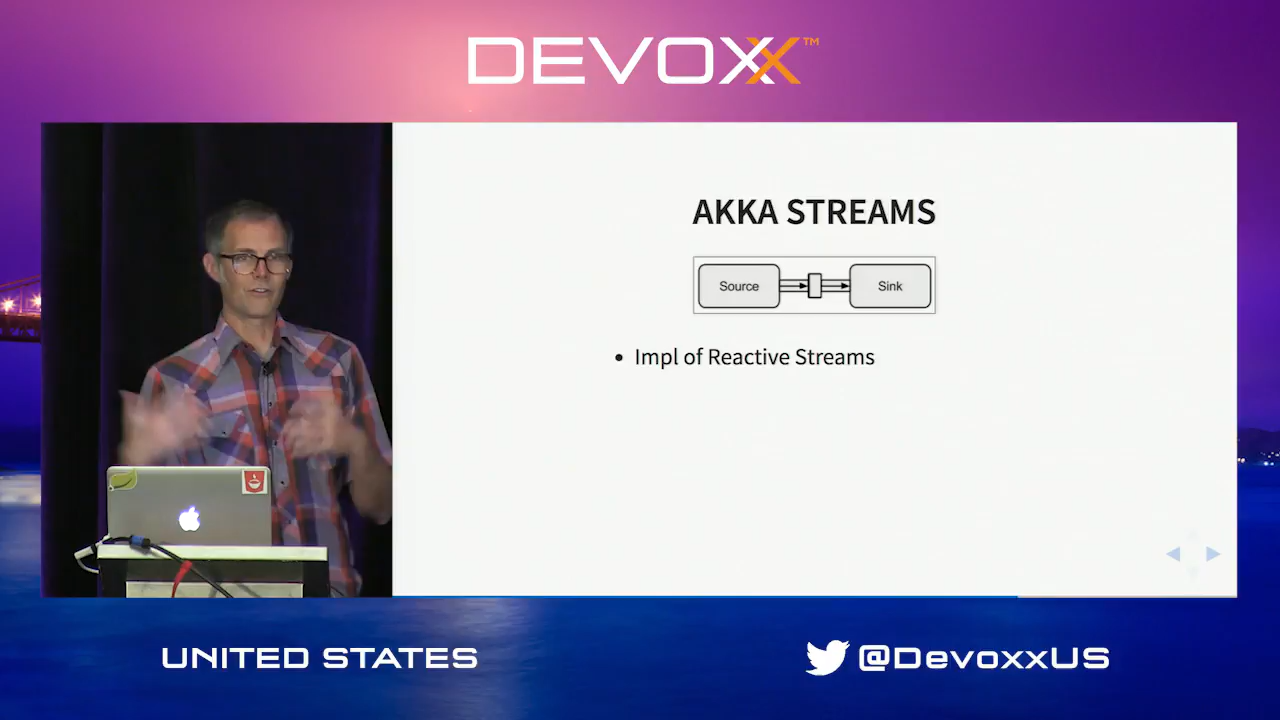 DEVOXX™
AKKA STREAMS
Source
Sink
• Impl of Reactive Streams
UNITED STATES
@DevoxxUS